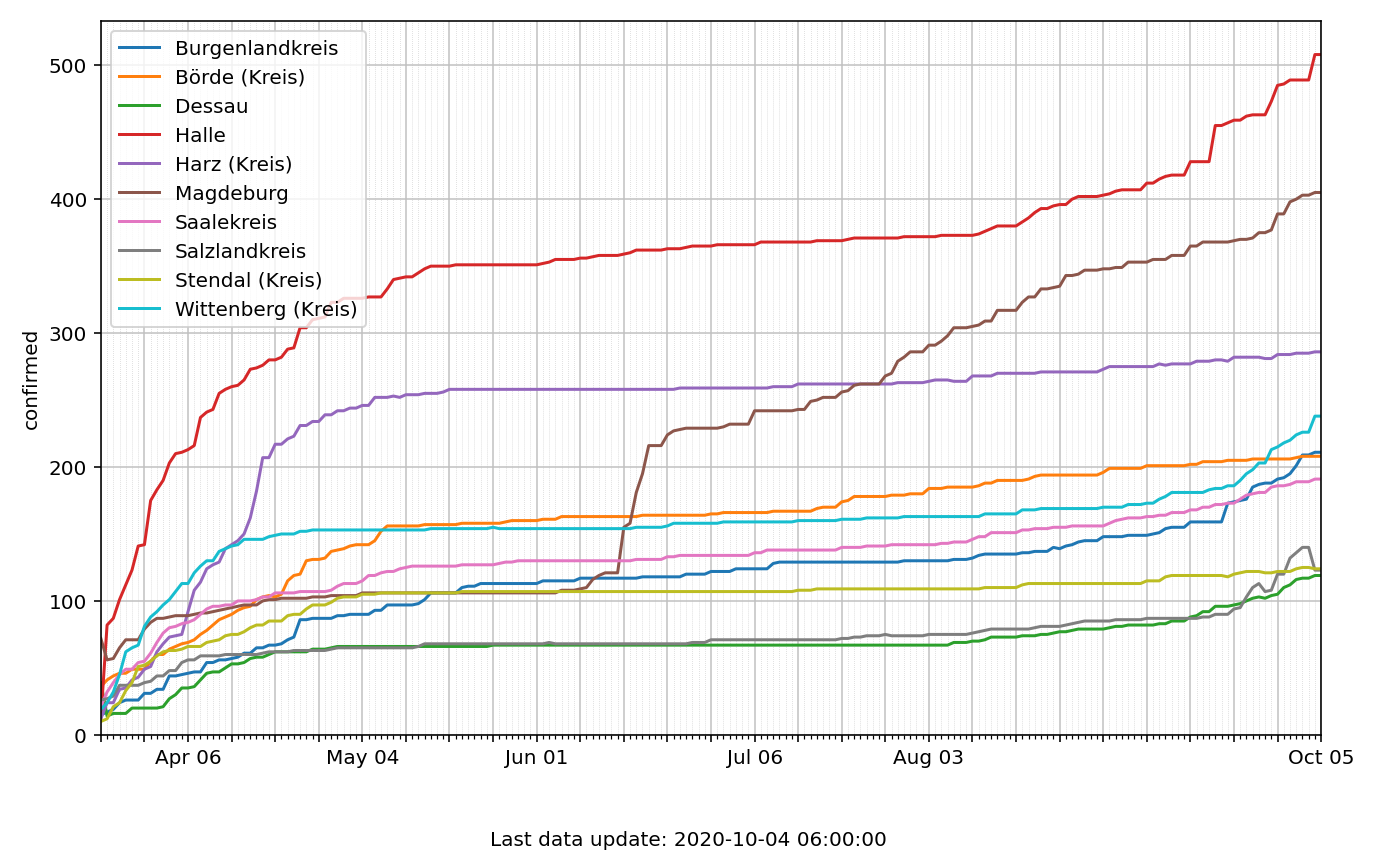 500
400
300
200
100
0
confirmed
Burgenlandkreis
Börde (Kreis)
Dessau
Halle
Harz (Kreis)
Magdeburg
Saalekreis
Salzlandkreis
Stendal (Kreis)
Wittenberg (Kreis)
Apr 06 May 04 Jun 01 Jul 06 Aug 03 Oct 05
Last data update: 2020-10-04 06:00:00